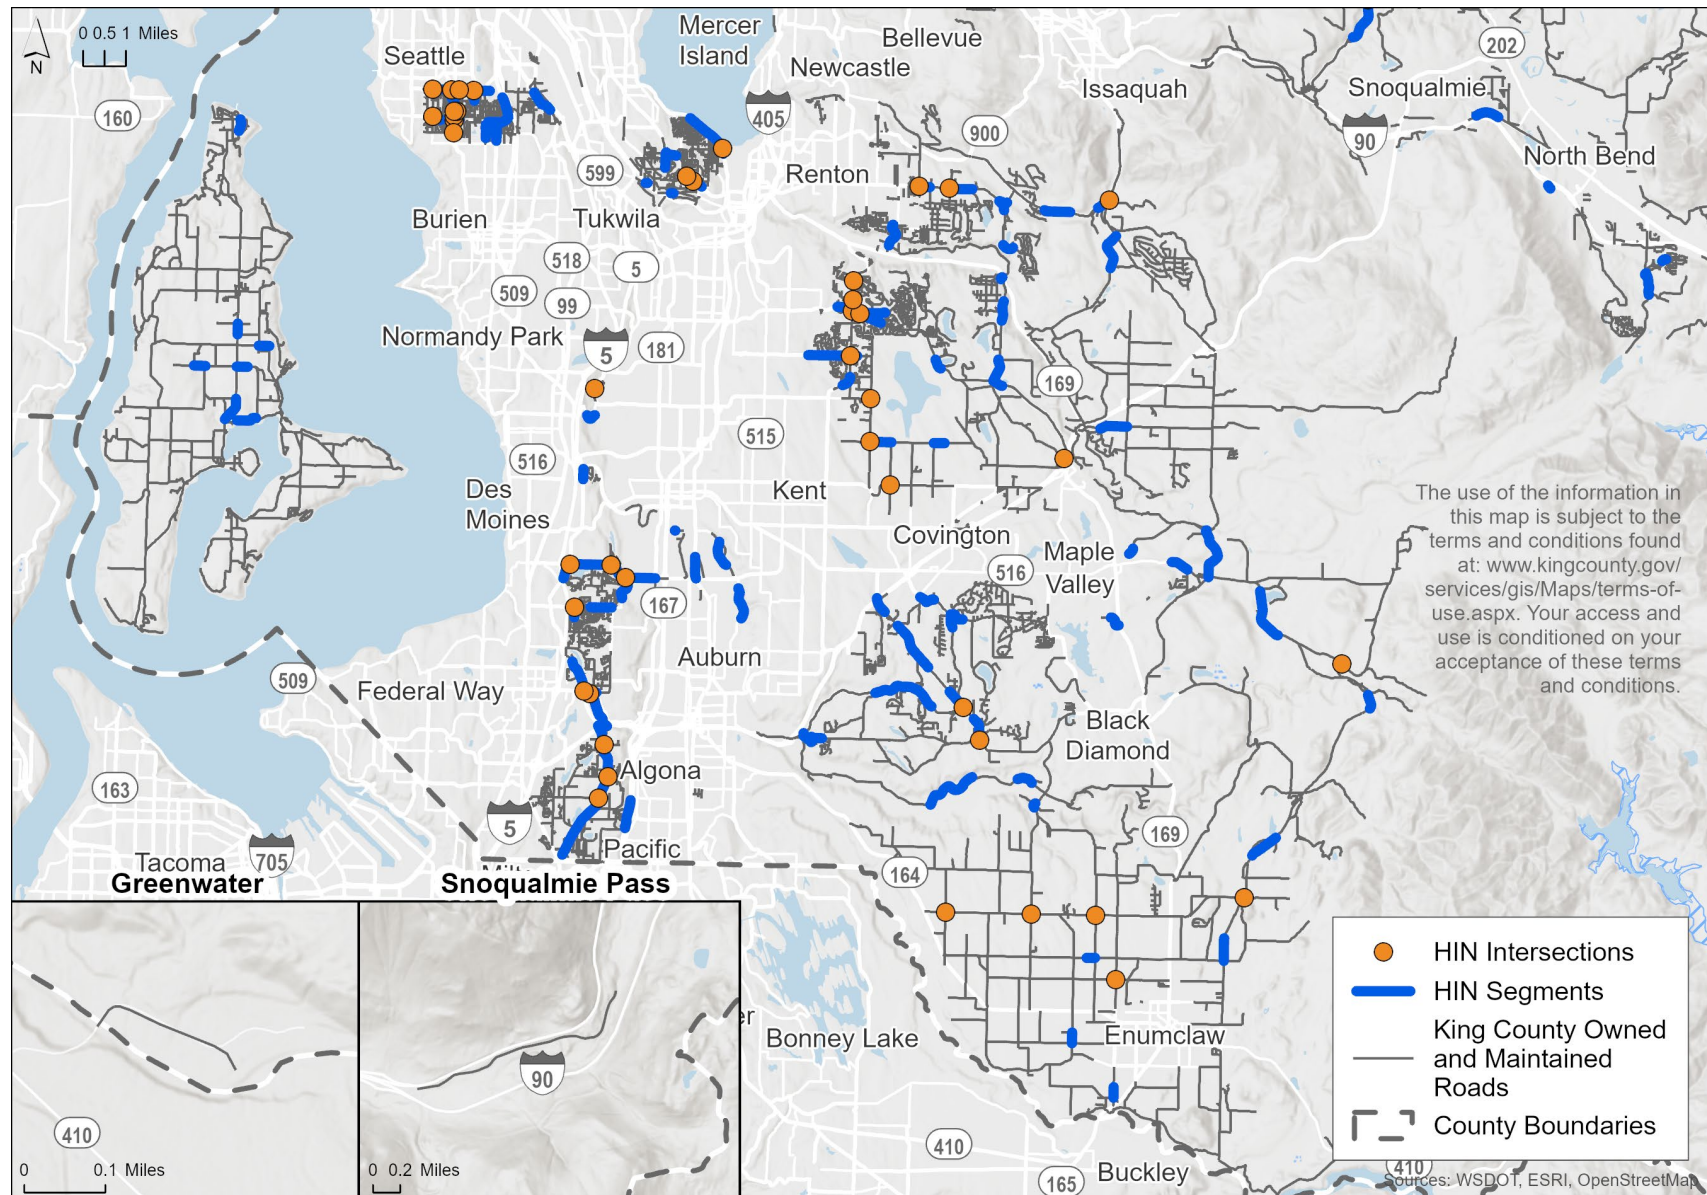 0 0.5 1 Miles
N
Seattle
Mercer
Island
Bellevue
Newcastle
Issaquah
202
Snoqualmie
160
405
900
90
North Bend
599
Renton
Burien
Tukwila
518
5
509
99
Normandy Park
5
181
169
515
516
Des
Moines
Kent
Covington
Maple
Valley
516
The use of the information in
this map is subject to the
terms and conditions found
at: www.kingcounty.gov/
services/gis/Maps/terms-of-
use.aspx. Your access and
use is conditioned on your
acceptance of these terms
and conditions.
167
Auburn
509
Federal Way
Black
Diamond
Algona
163
5
169
Pacific
Tacoma
705
164
Greenwater
Snoqualmie Pass
HIN Intersections
HIN Segments
King County Owned
and Maintained
Roads
County Boundaries
Bonney Lake
Enumclaw
90
410
0 0.1 Miles
0 0.2 Miles
410
165
Buckley
410
Sources: WSDOT, ESRI, OpenStreetMap